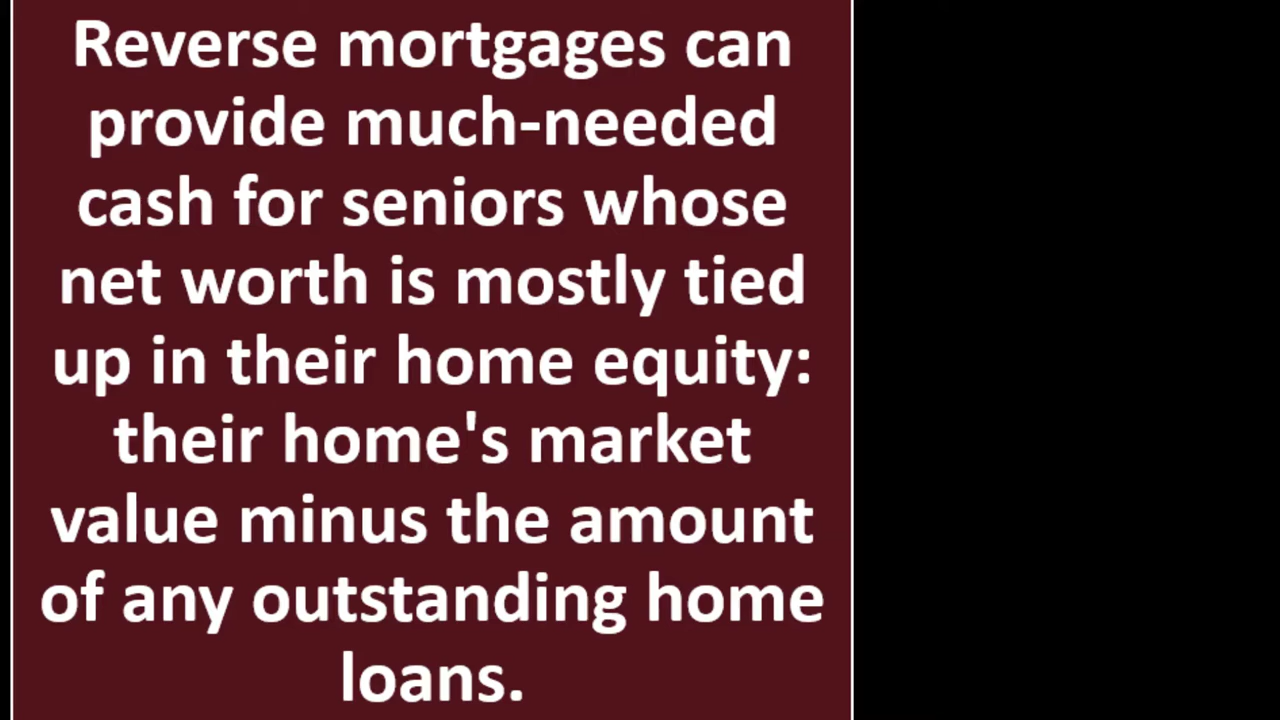 Reverse mortgages can
provide much-needed
cash for seniors whose
net worth is mostly tied
up in their home equity:
their home's market
value minus the amount
of any outstanding home
loans.